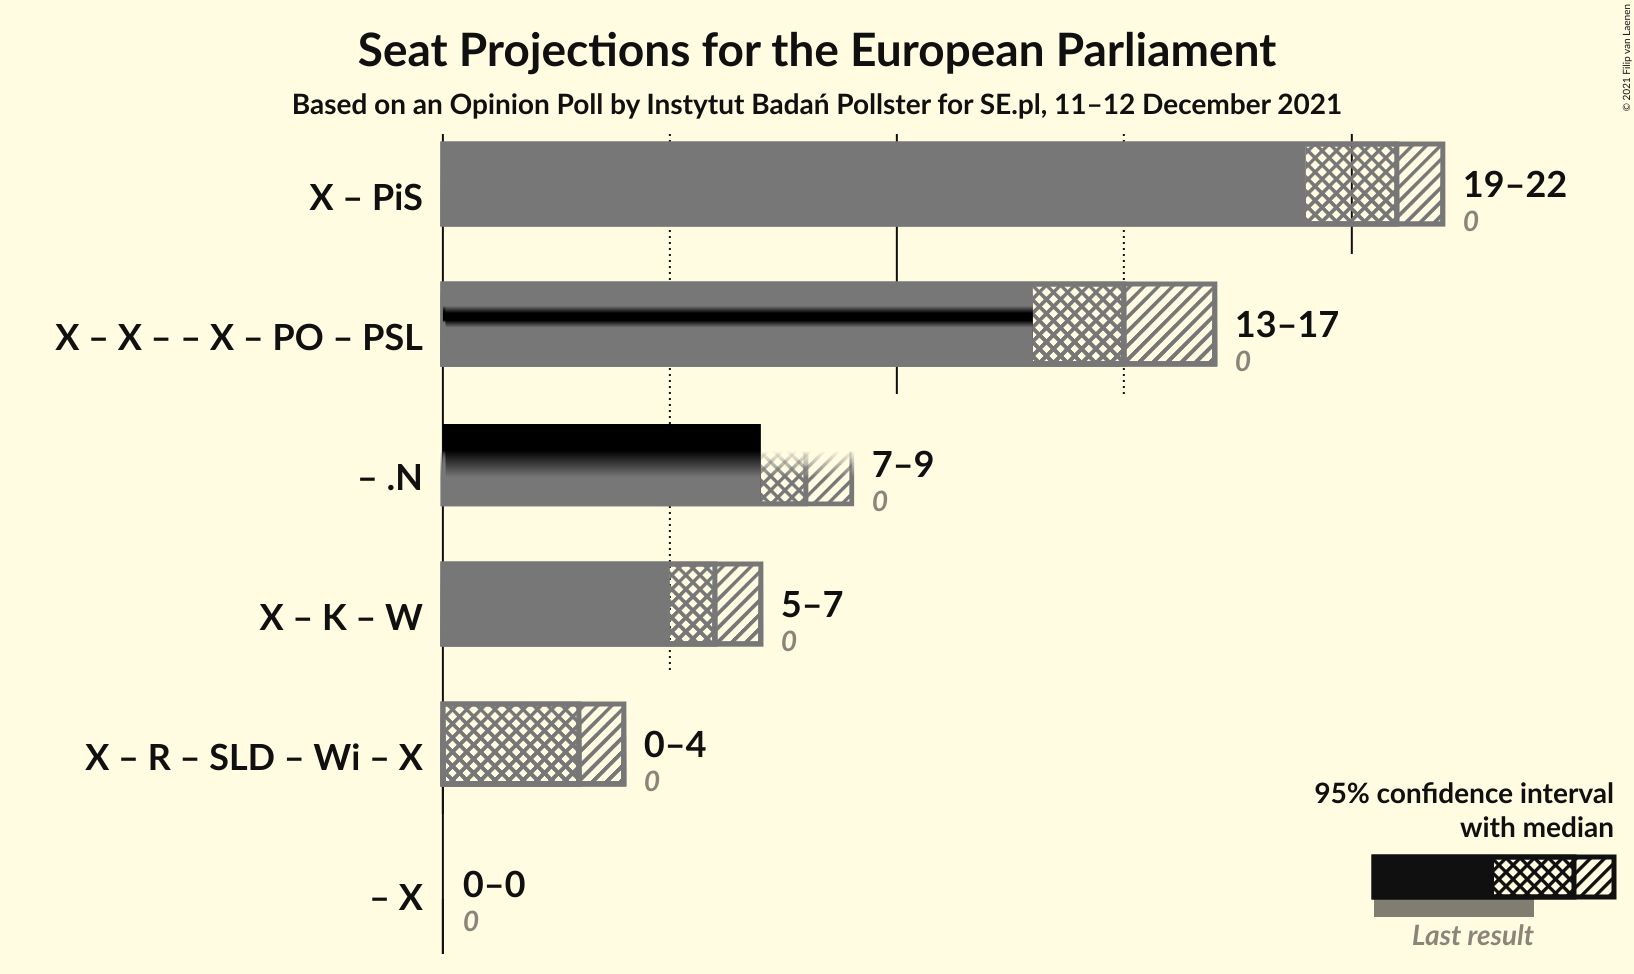 Seat Projections for the European Parliament
Based on an Opinion Poll by Instytut Badań Pollster for SE.pl, 11–12 December 2021
© 2021 Filip van Laenen
X – PiS
19–22
0
X – X – – X – PO – PSL
13–17
0
– .N
7–9
0
X – K – W
5–7
0
X – R – SLD – Wi – X
0–4
0
– X
0–0
0
95% confidence interval
with median
Last result